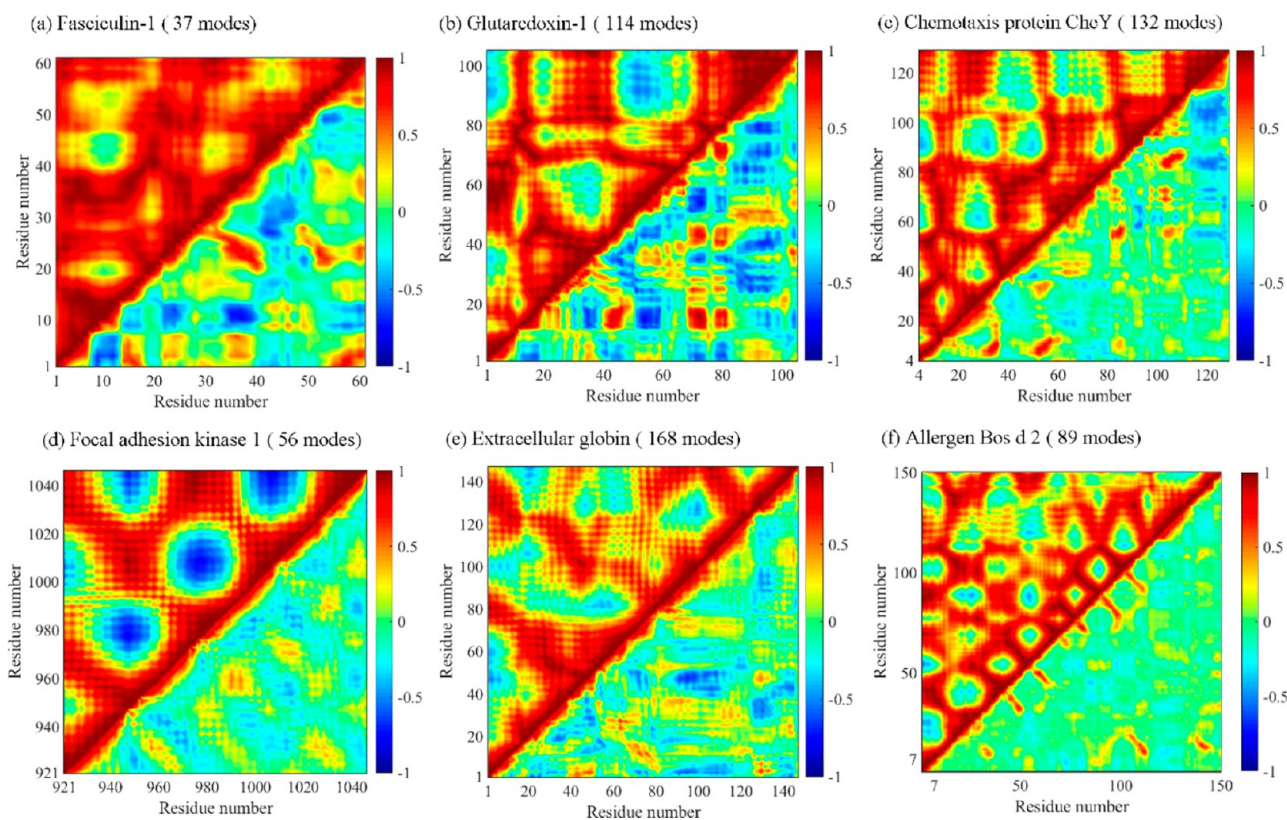 (a) Fasciculin-1 ( 37 modes)
(b) Glutaredoxin-1 ( 114 modes)
(c) Chemotaxis protein CheY ( 132 modes)
Residue number
60
50
40
30
20
10
1
1 10 20 30 40 50 60
Residue number
1
0.5
0
-0.5
-1
Residue number
100
80
60
40
20
1
1 20 40 60 80 100
Residue number
1
0.5
0
-0.5
-1
Residue number
120
100
80
60
40
20
4
4 20 40 60 80 100 120
Residue number
1
0.5
0
-0.5
-1
(d) Focal adhesion kinase 1 ( 56 modes)
(e) Extracellular globin ( 168 modes)
(f) Allergen Bos d 2 ( 89 modes)
Residue number
1040
1020
1000
980
960
940
921
921 940 960 980 1000 1020 1040
Residue number
1
0.5
0
-0.5
-1
Residue number
140
120
100
80
60
40
20
1
1 20 40 60 80 100 120 140
Residue number
1
0.5
0
-0.5
-1
Residue number
150
100
50
7
7 50 100 150
Residue number
1
0.5
0
-0.5
-1